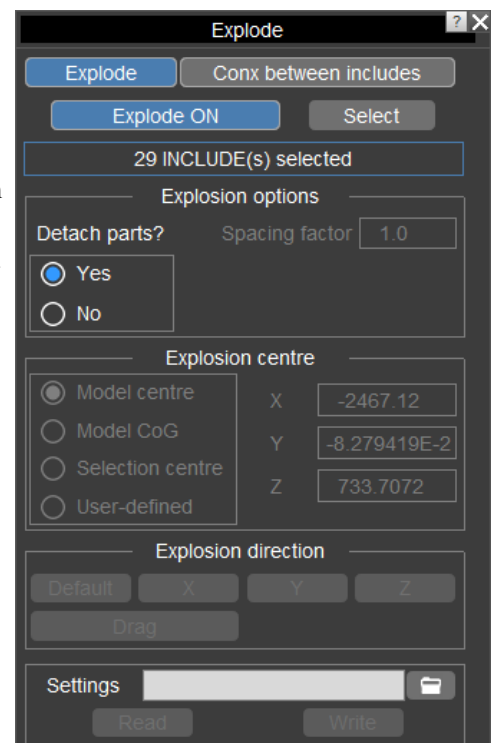 Explode
?
Explode Conx between includes
Explode ON Select
29 INCLUDE(s) selected
Explosion options
Detach parts? Spacing factor 1.0
Yes
No
Explosion centre
Model centre X -2467.12
Model CoG Y -8.279419E-2
Selection centre
Z 733.7072
User-defined
Explosion direction
Default X Y Z
Drag
Settings
Read Write